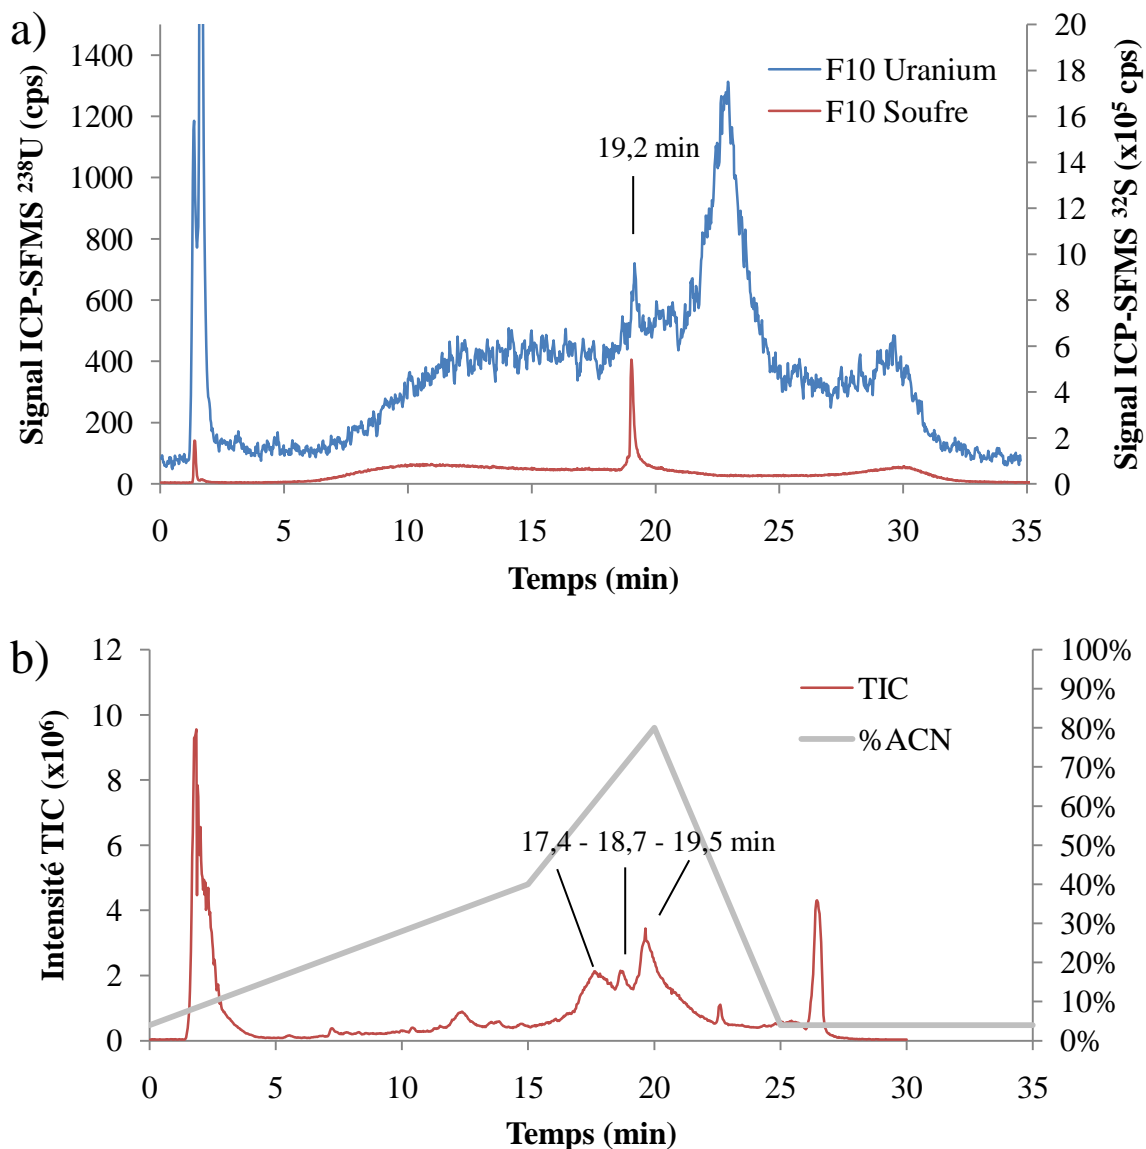 a)
Signal ICP-SFMS ²³⁸U (cps)
1400
1200
1000
800
600
400
200
0
F10 Uranium
F10 Soufre
19,2 min
20
18
16
14
12
10
8
6
4
2
0
Signal ICP-SFMS ³²S (x10⁵ cps)
0 5 10 15 20 25 30 35
Temps (min)
b)
Intensité TIC (x10⁶)
12
10
8
6
4
2
0
TIC
%ACN
17,4 - 18,7 - 19,5 min
100%
90%
80%
70%
60%
50%
40%
30%
20%
10%
0%
0 5 10 15 20 25 30 35
Temps (min)